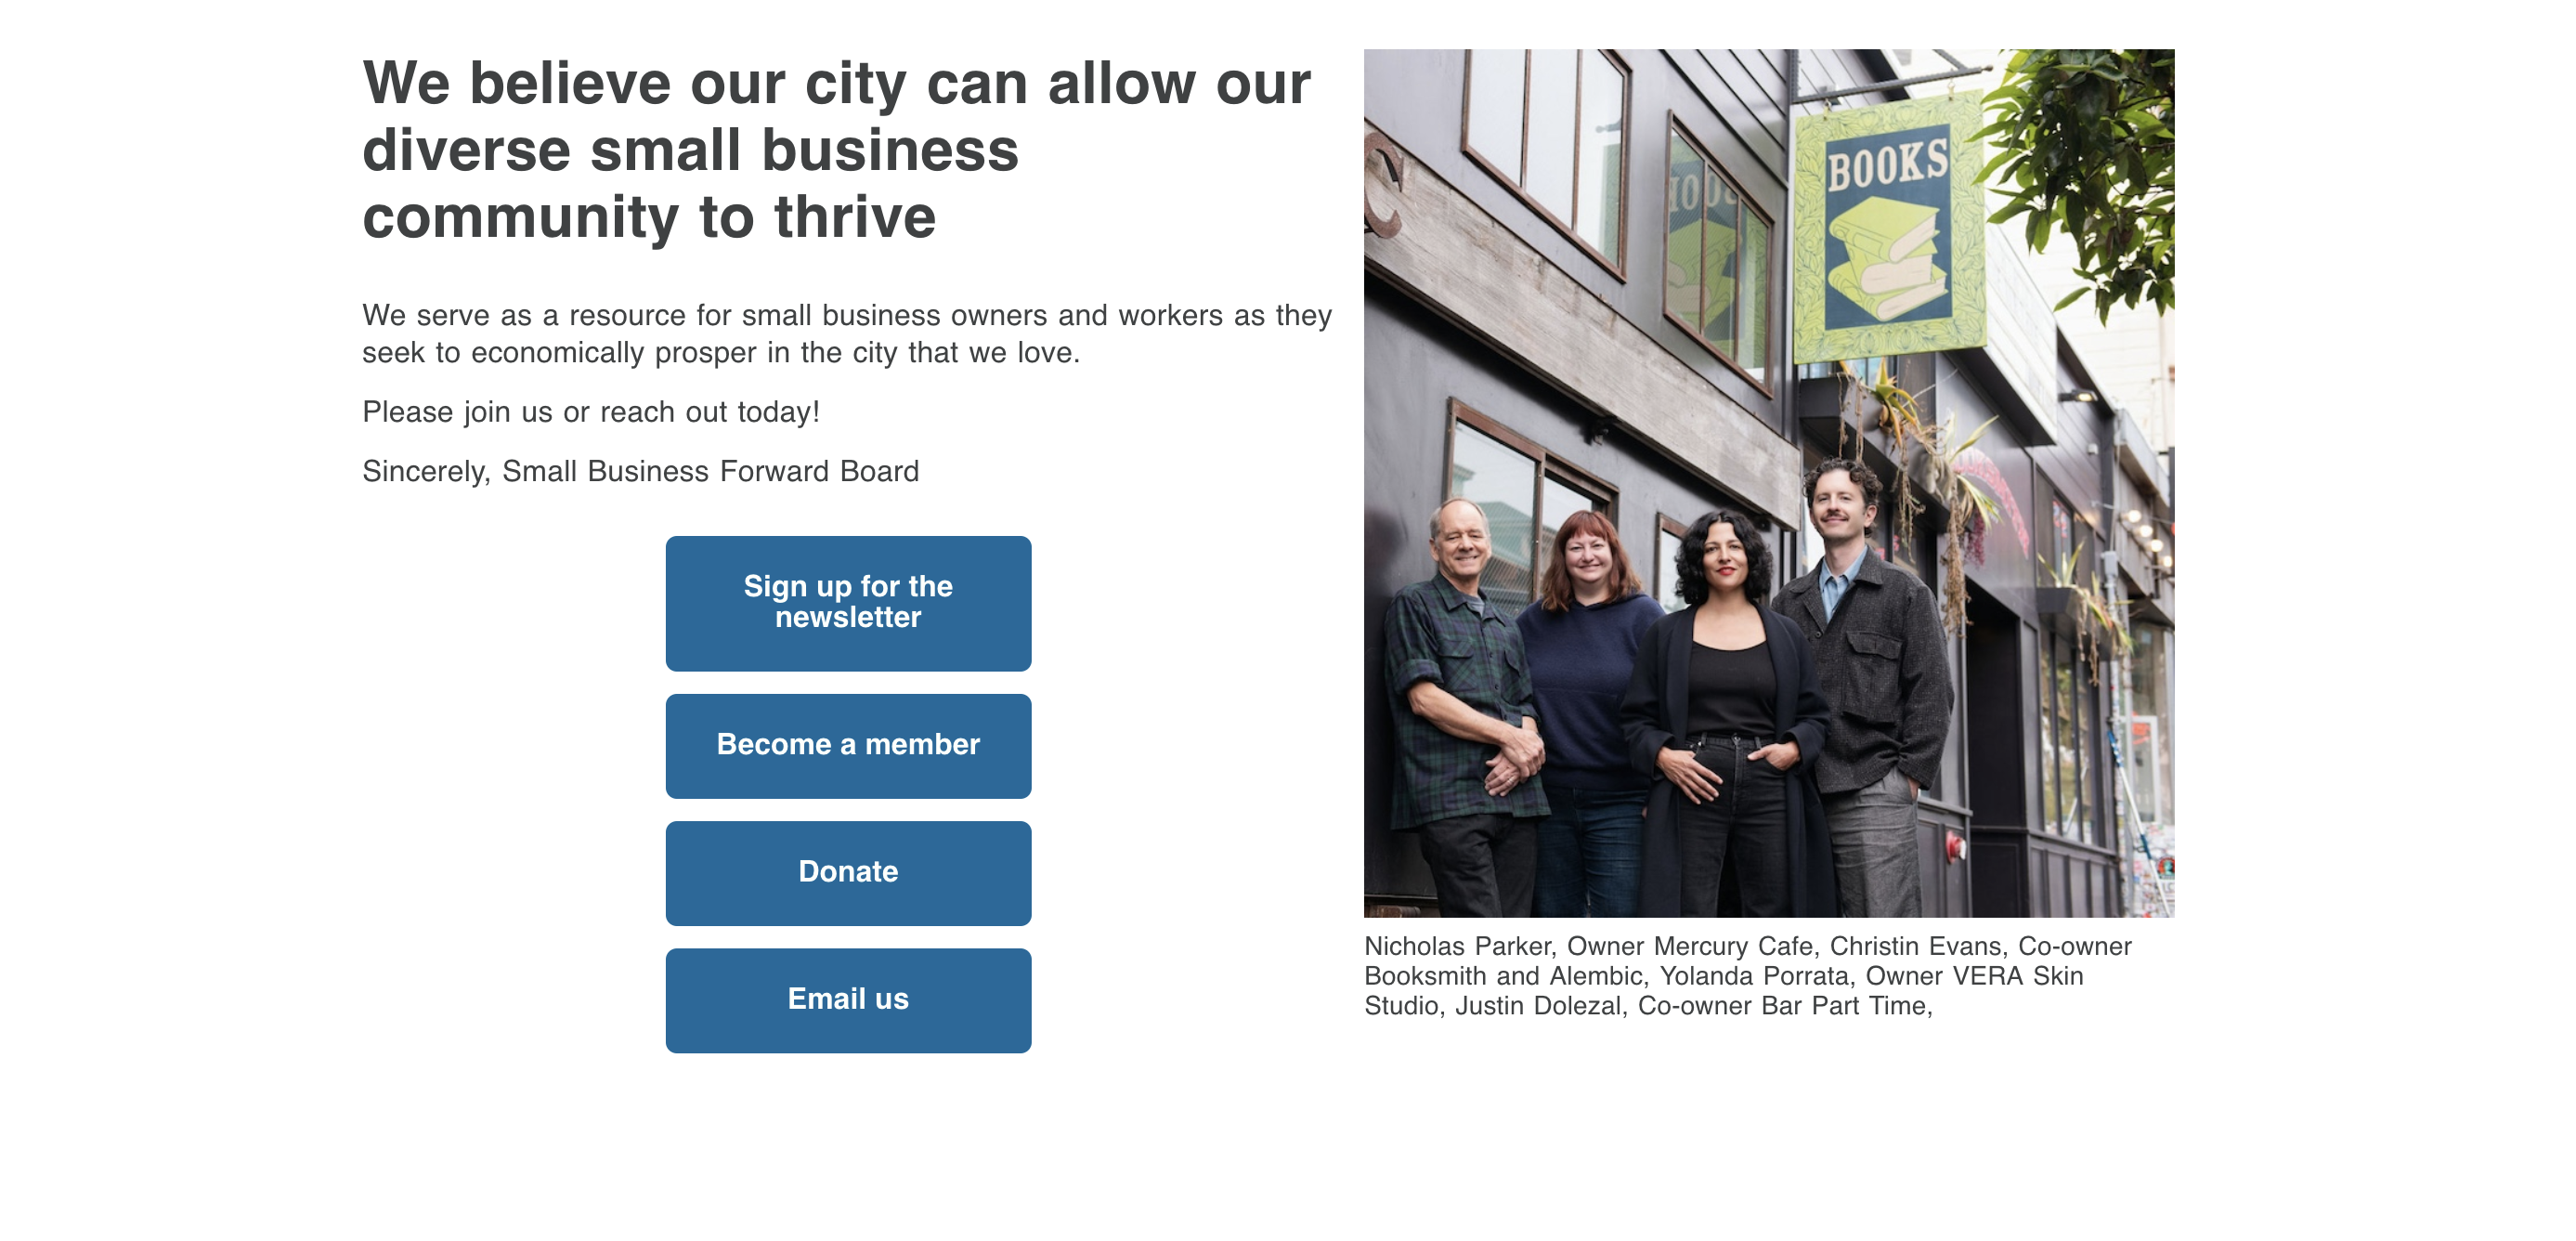 We believe our city can allow our
diverse small business
community to thrive
We serve as a resource for small business owners and workers as they
seek to economically prosper in the city that we love.
Please join us or reach out today!
Sincerely, Small Business Forward Board
Sign up for the
newsletter
Become a member
Donate
Email us
BOOKS
Nicholas Parker, Owner Mercury Cafe, Christin Evans, Co-owner
Booksmith and Alembic, Yolanda Porrata, Owner VERA Skin
Studio, Justin Dolezal, Co-owner Bar Part Time,